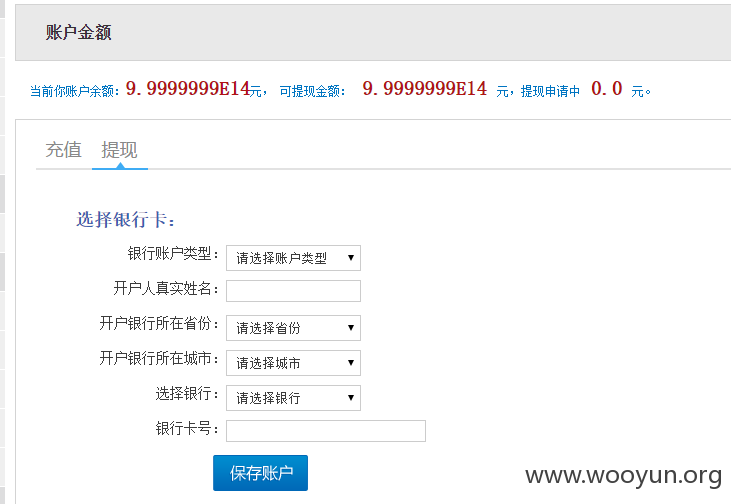 账户金额
当前你账户余额：9.9999999E14元， 可提现金额： 9.9999999E14 元，提现申请中 0.0 元。
充值 提现
选择银行卡：
银行账户类型： 请选择账户类型
开户人真实姓名：
开户银行所在省份： 请选择省份
开户银行所在城市： 请选择城市
选择银行： 请选择银行
银行卡号：
保存账户
www.wooyun.org